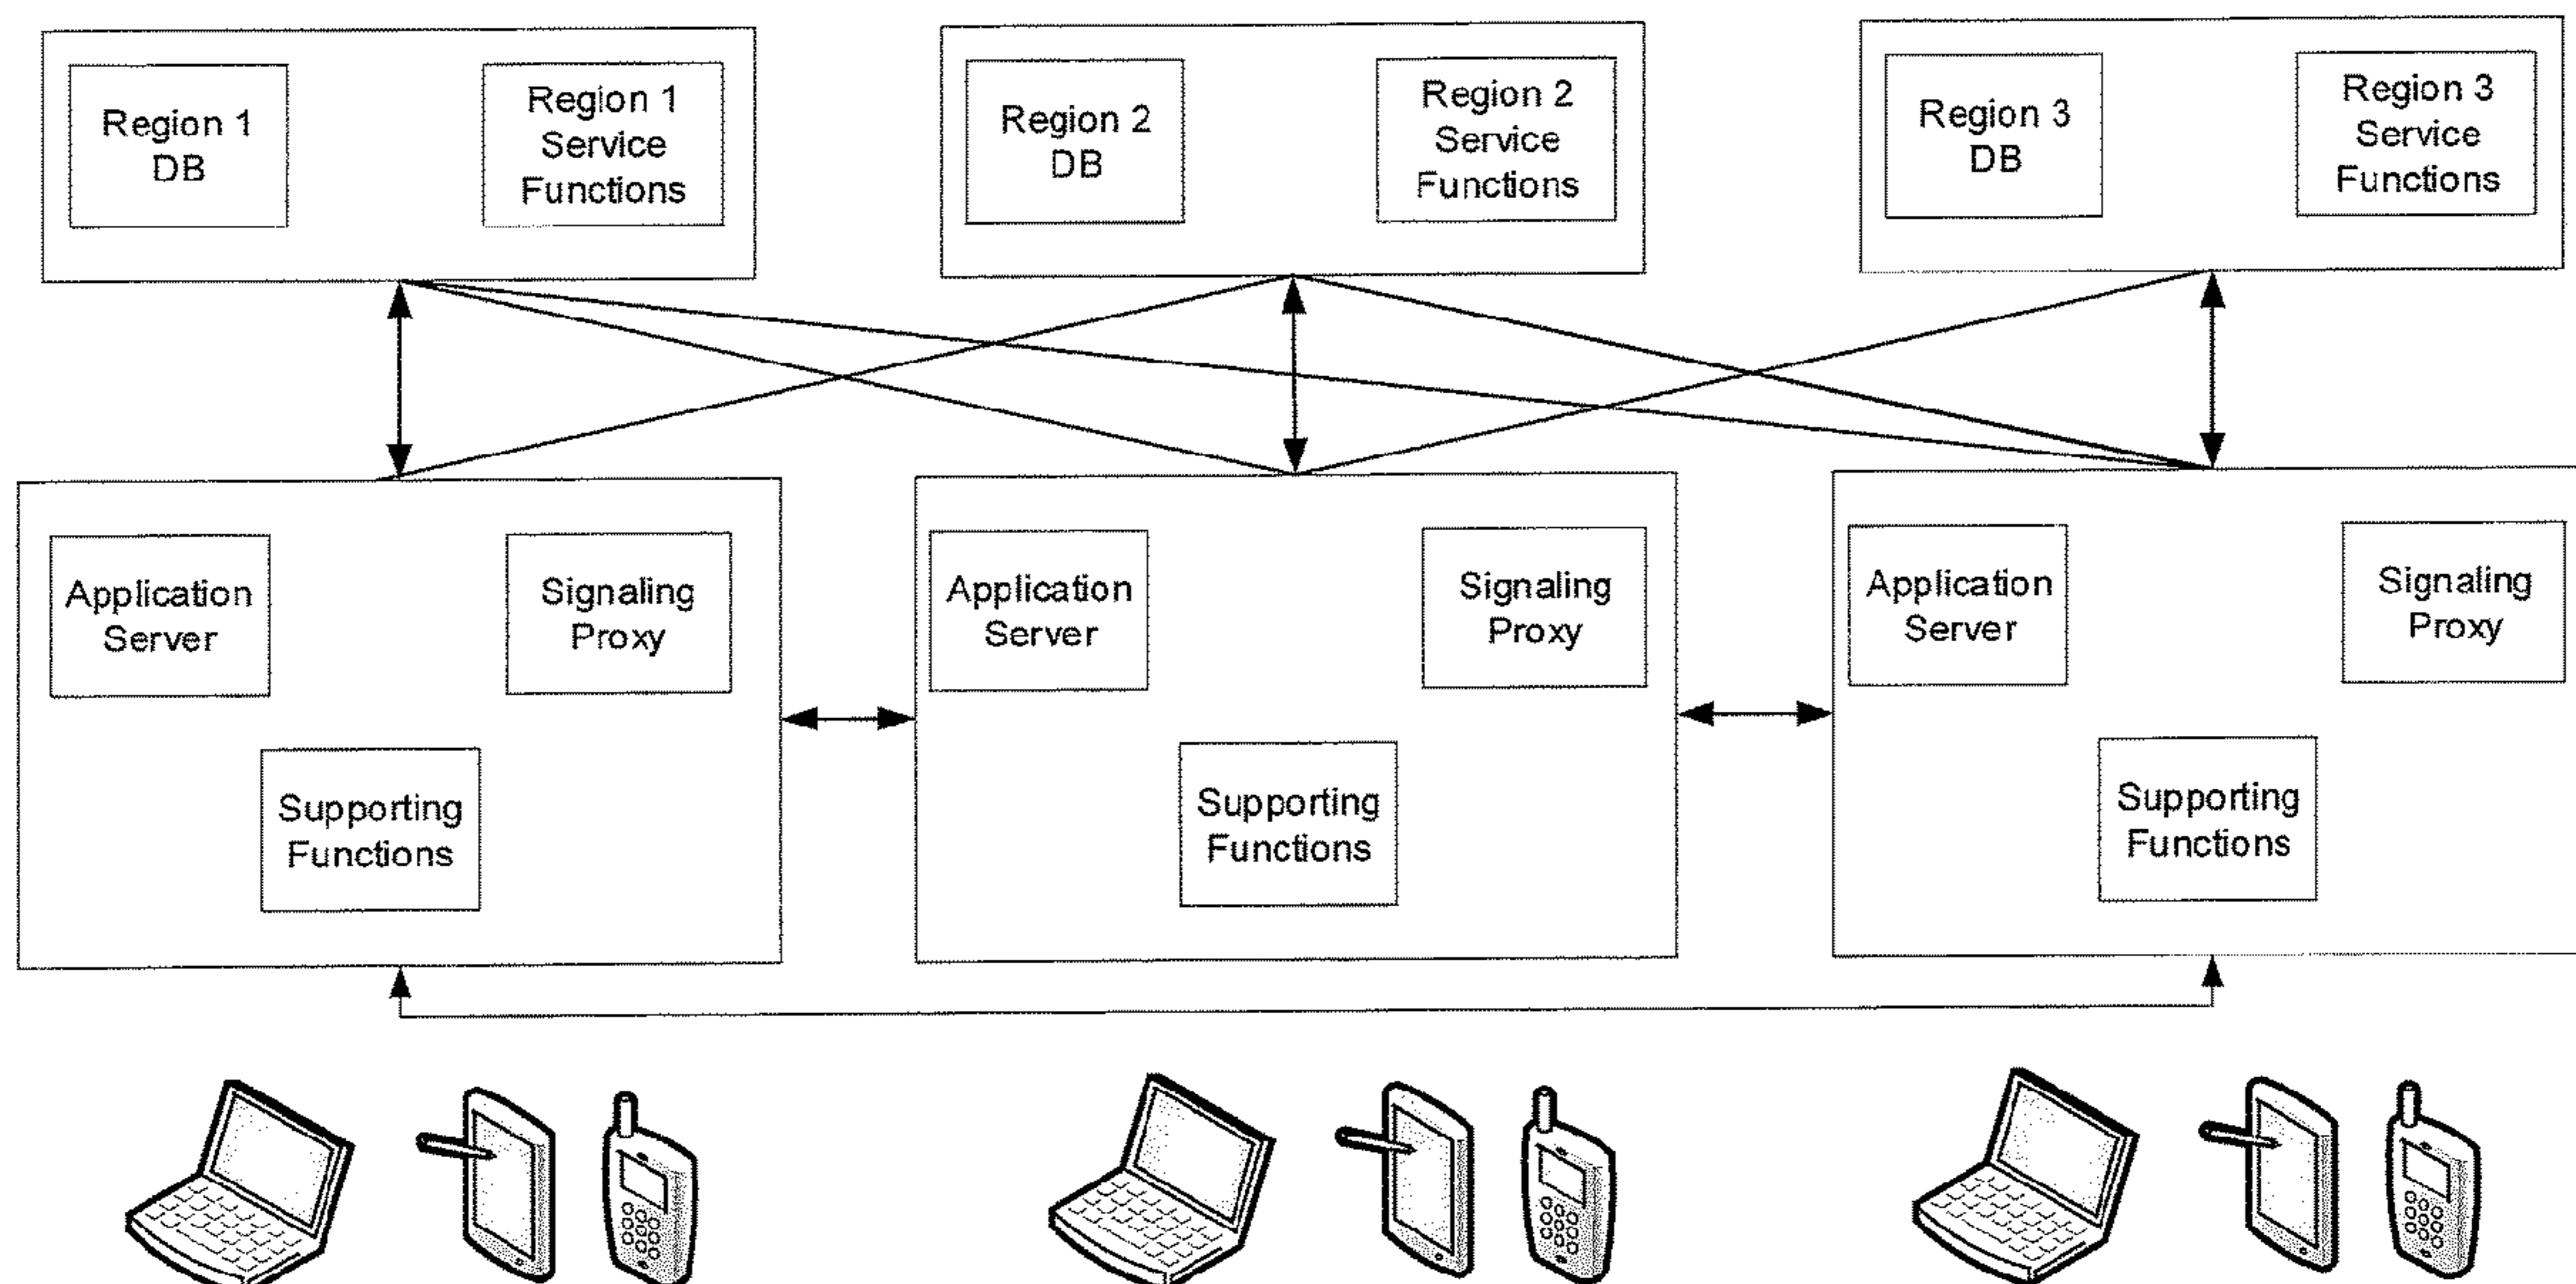 Region 1
DB
Region 1
Service
Functions
Region 2
DB
Region 2
Service
Functions
Region 3
DB
Region 3
Service
Functions
Application
Server
Signaling
Proxy
Supporting
Functions
Application
Server
Signaling
Proxy
Supporting
Functions
Application
Server
Signaling
Proxy
Supporting
Functions